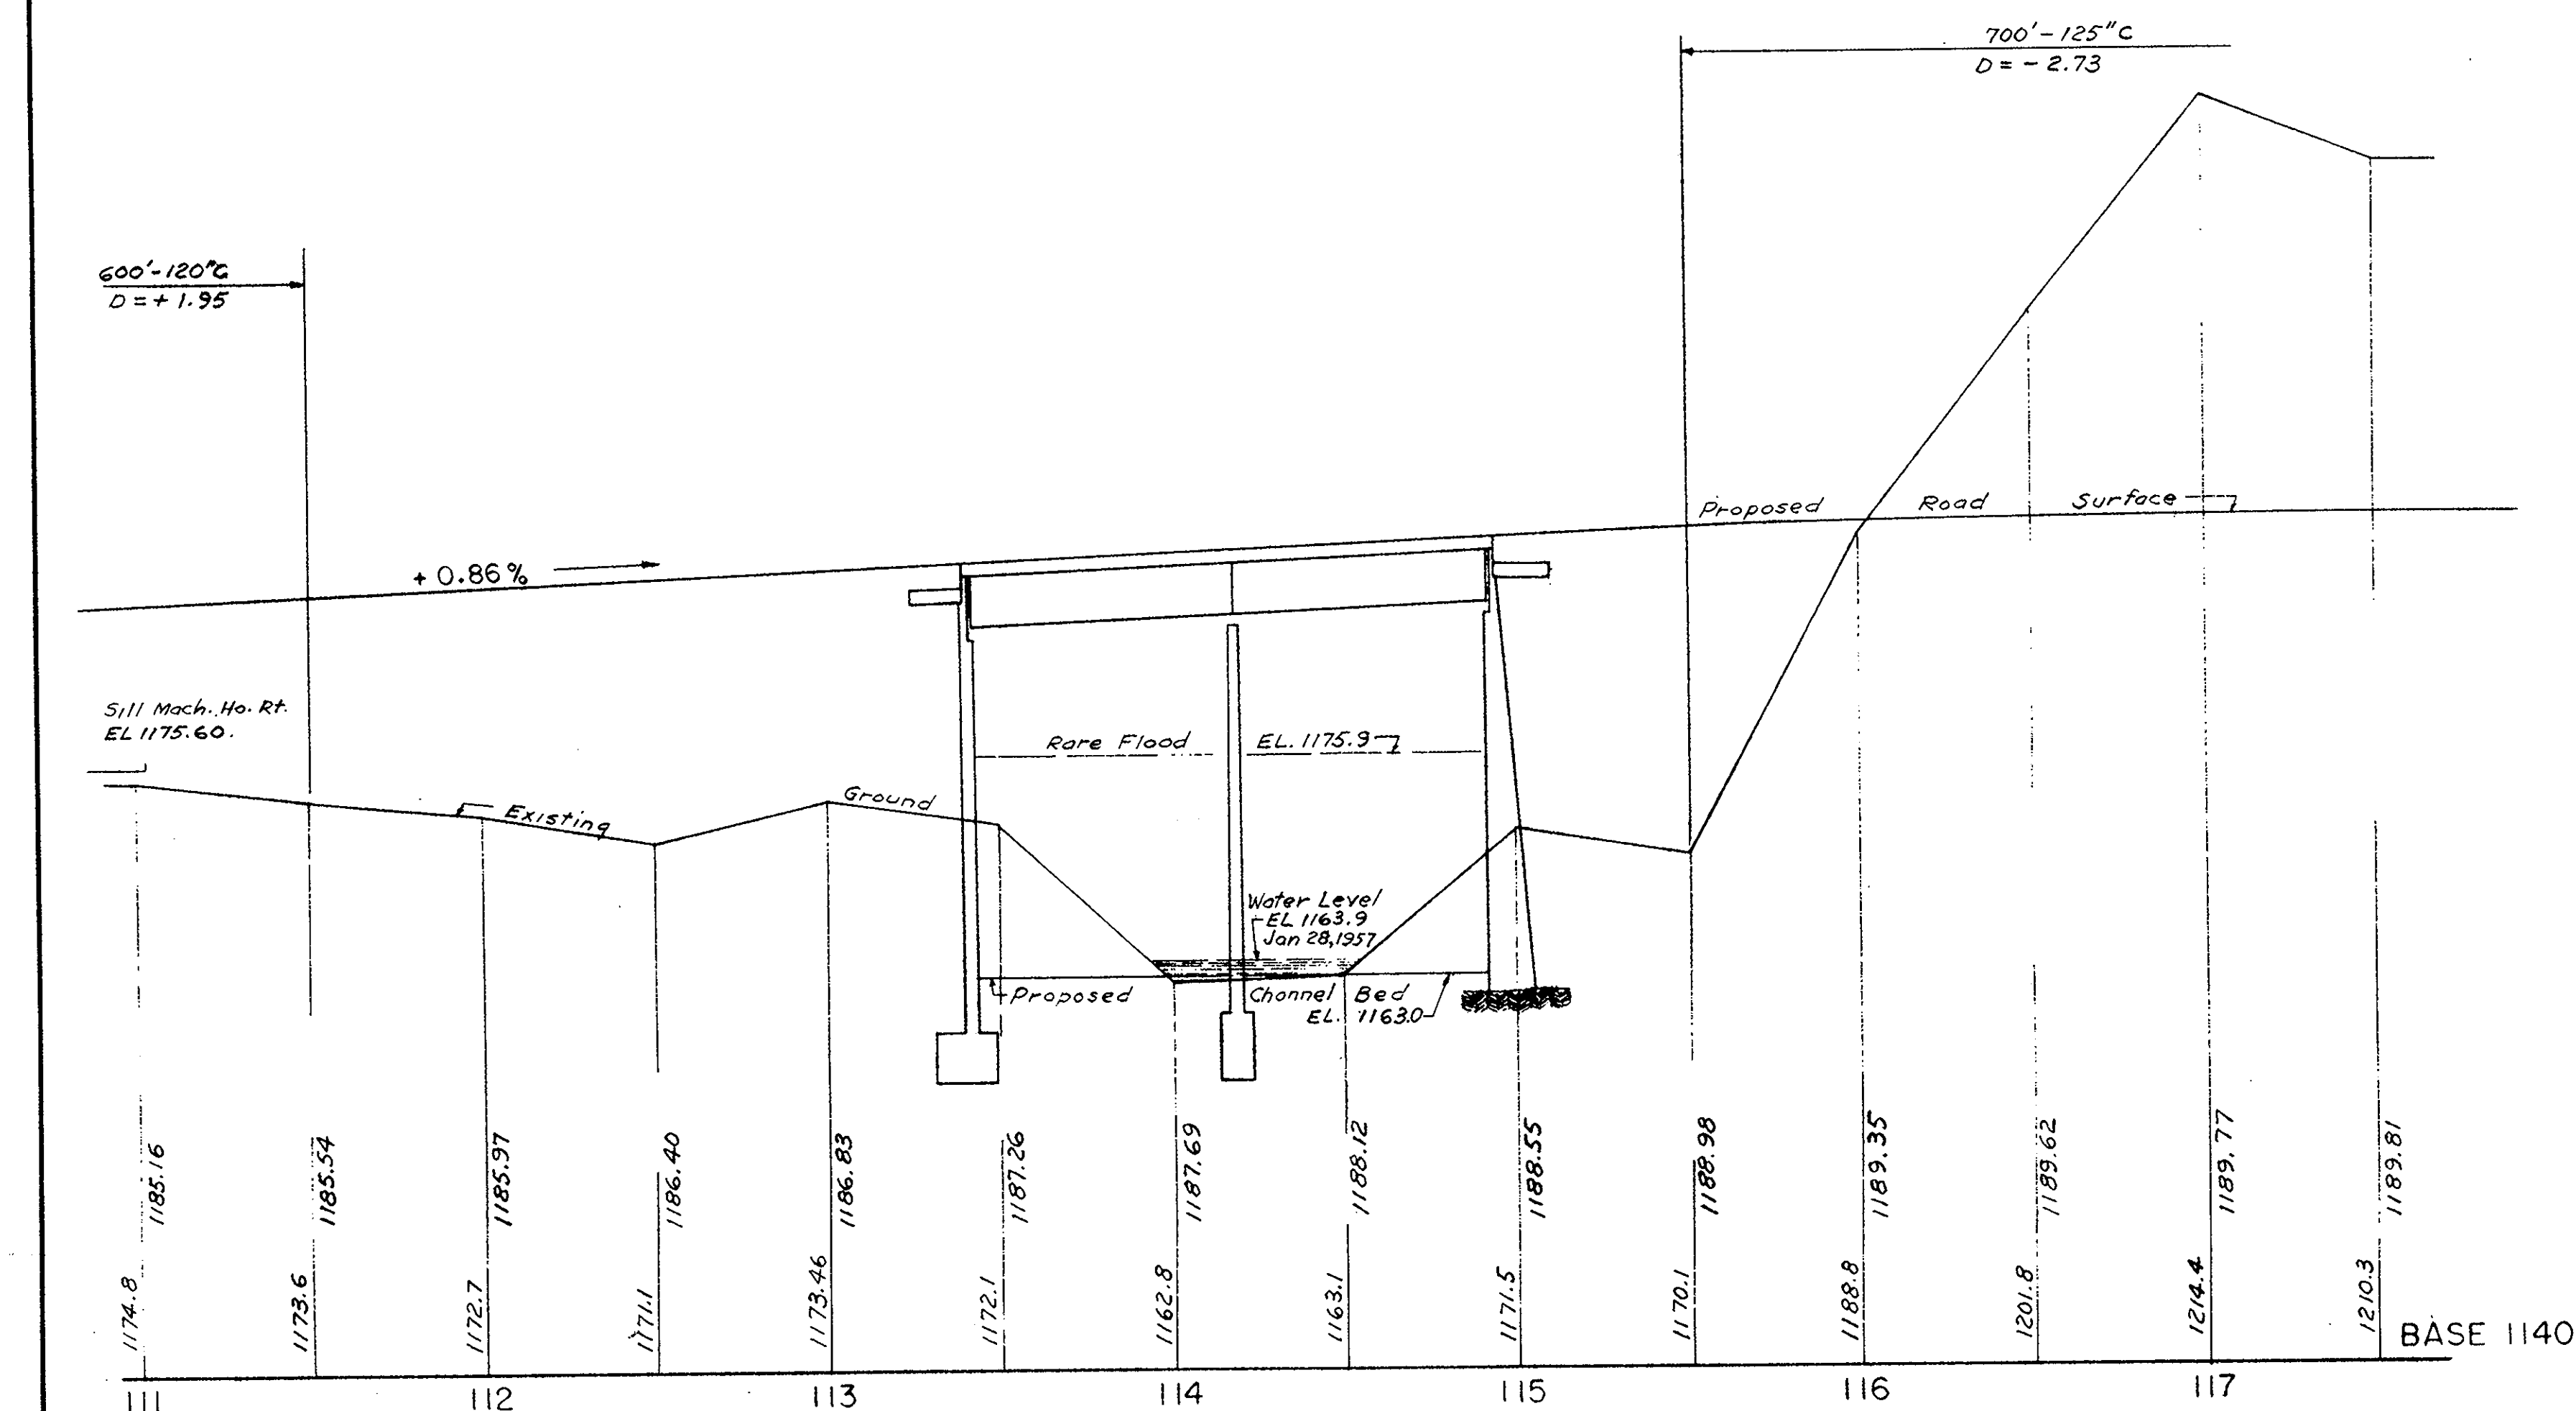 700'-125"C
D = - 2.73
600'-120"C
D = + 1.95
+ 0.86%
Proposed Road Surface
Sill Mach. Ho. Rt.
EL 1175.60.
Rare Flood EL. 1175.9
Existing Ground
Water Level
EL 1163.9
Jan 28, 1957
Proposed Channel Bed
EL. 1163.0
1185.16 1185.54 1185.97 1186.40 1186.83 1187.26 1187.69 1188.12 1188.55 1188.98 1189.35 1189.62 1189.77 1189.81
1174.8 1173.6 1172.7 1171.1 1173.46 1172.1 1162.8 1163.1 1171.5 1170.1 1188.8 1201.8 1214.4 1210.3
BASE 1140
111 112 113 114 115 116 117